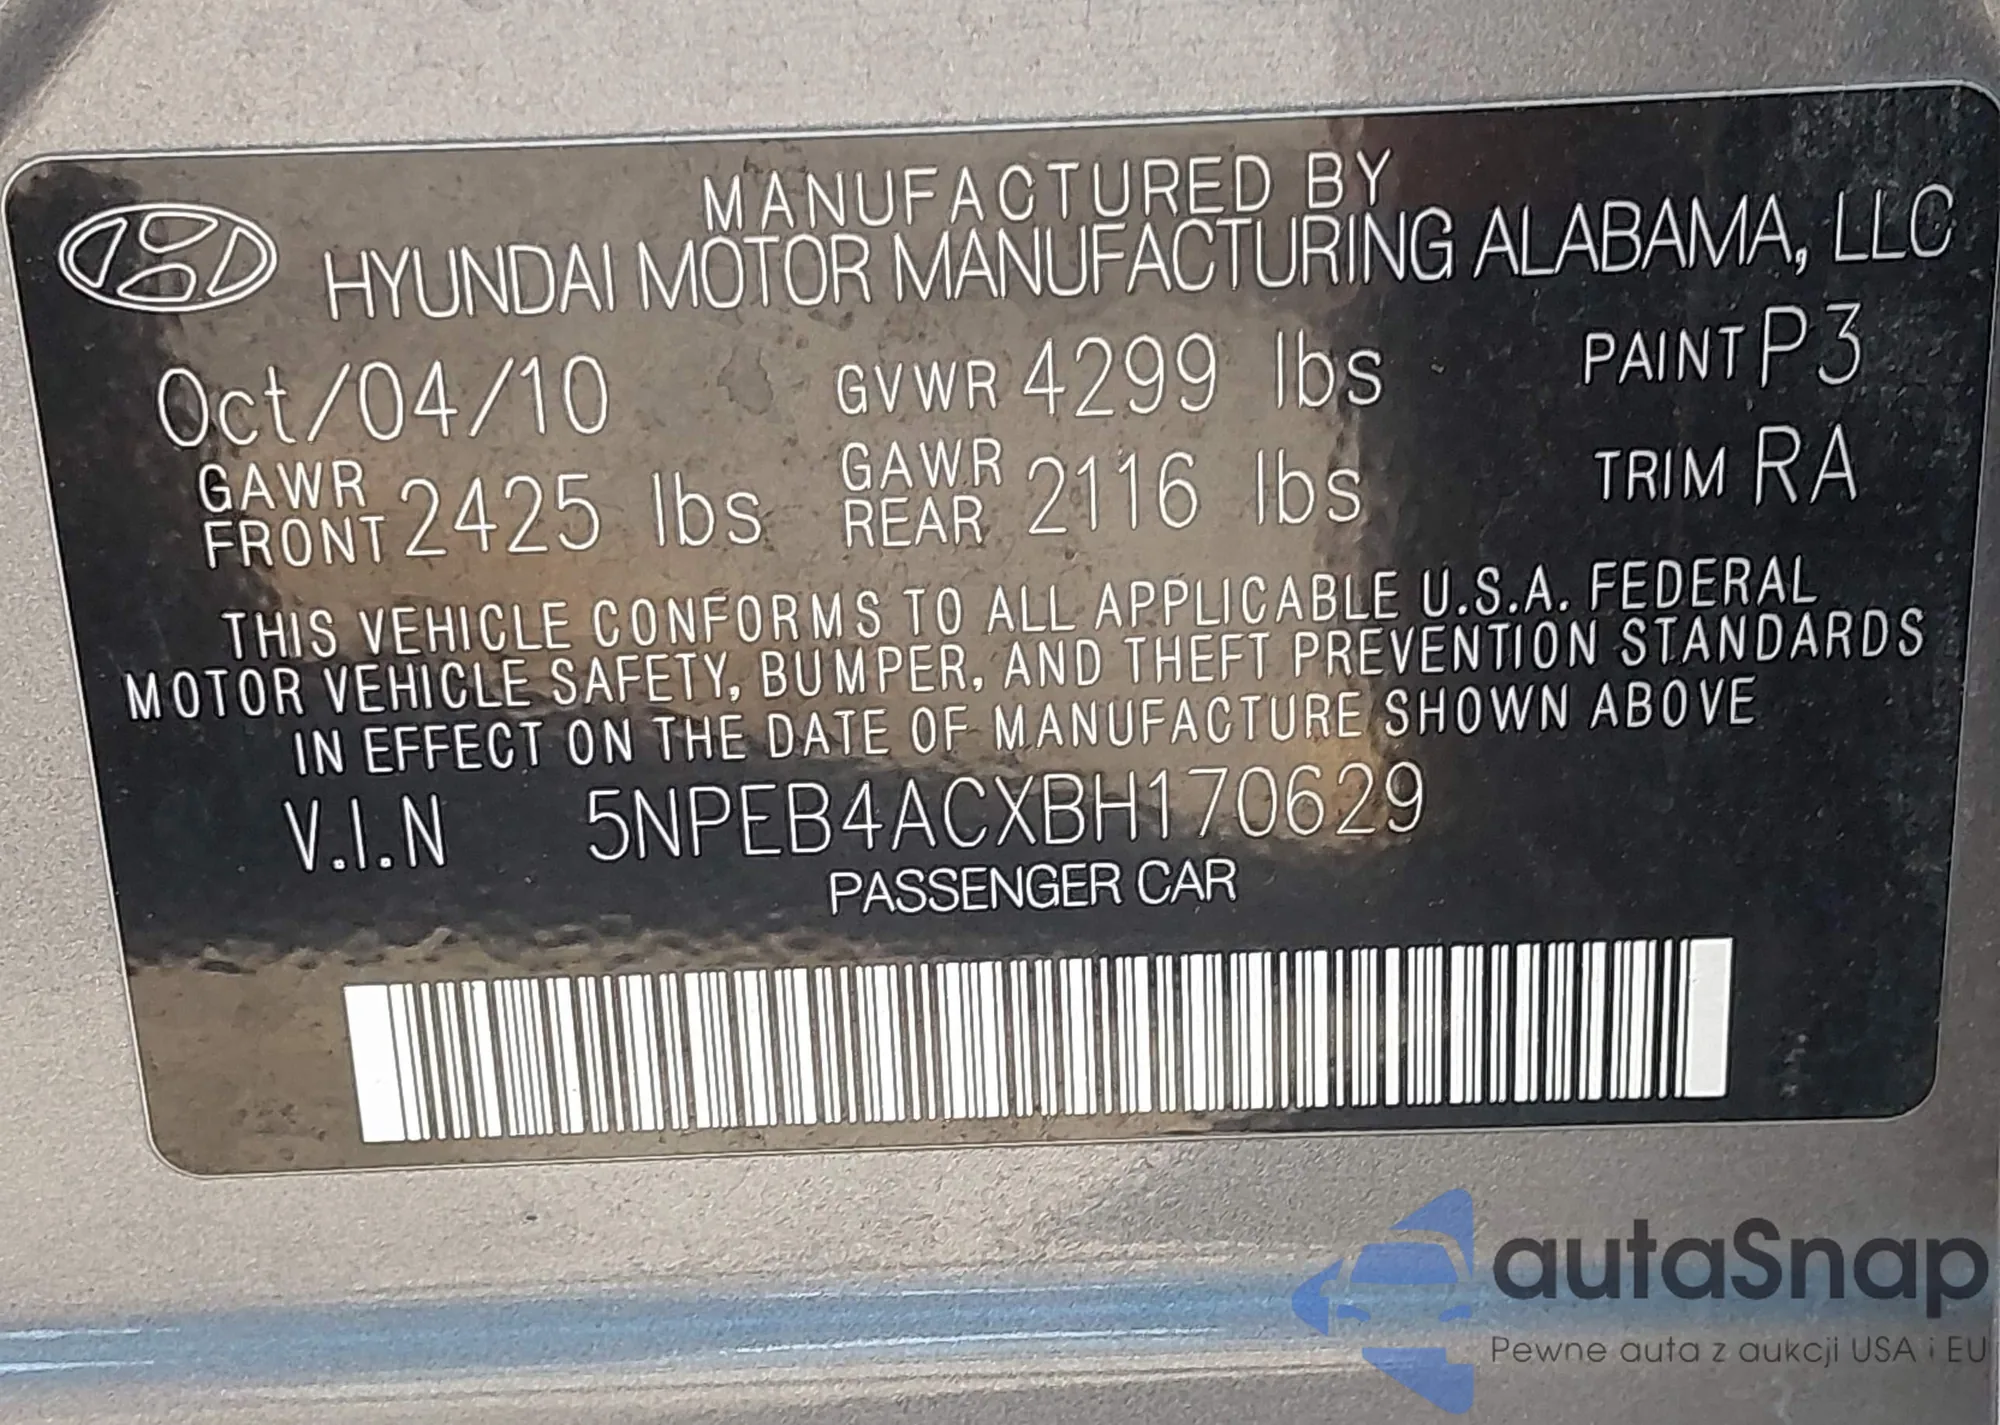 MANUFACTURED BY
HYUNDAI MOTOR MANUFACTURING ALABAMA, LLC
Oct/04/10 GVWR 4299 lbs PAINT P3
GAWR FRONT 2425 lbs GAWR REAR 2116 lbs TRIM RA
THIS VEHICLE CONFORMS TO ALL APPLICABLE U.S.A. FEDERAL
MOTOR VEHICLE SAFETY, BUMPER, AND THEFT PREVENTION STANDARDS
IN EFFECT ON THE DATE OF MANUFACTURE SHOWN ABOVE
V.I.N 5NPEB4ACXBH170629
PASSENGER CAR
autaSnap
Pewne auta z aukcji USA i EU